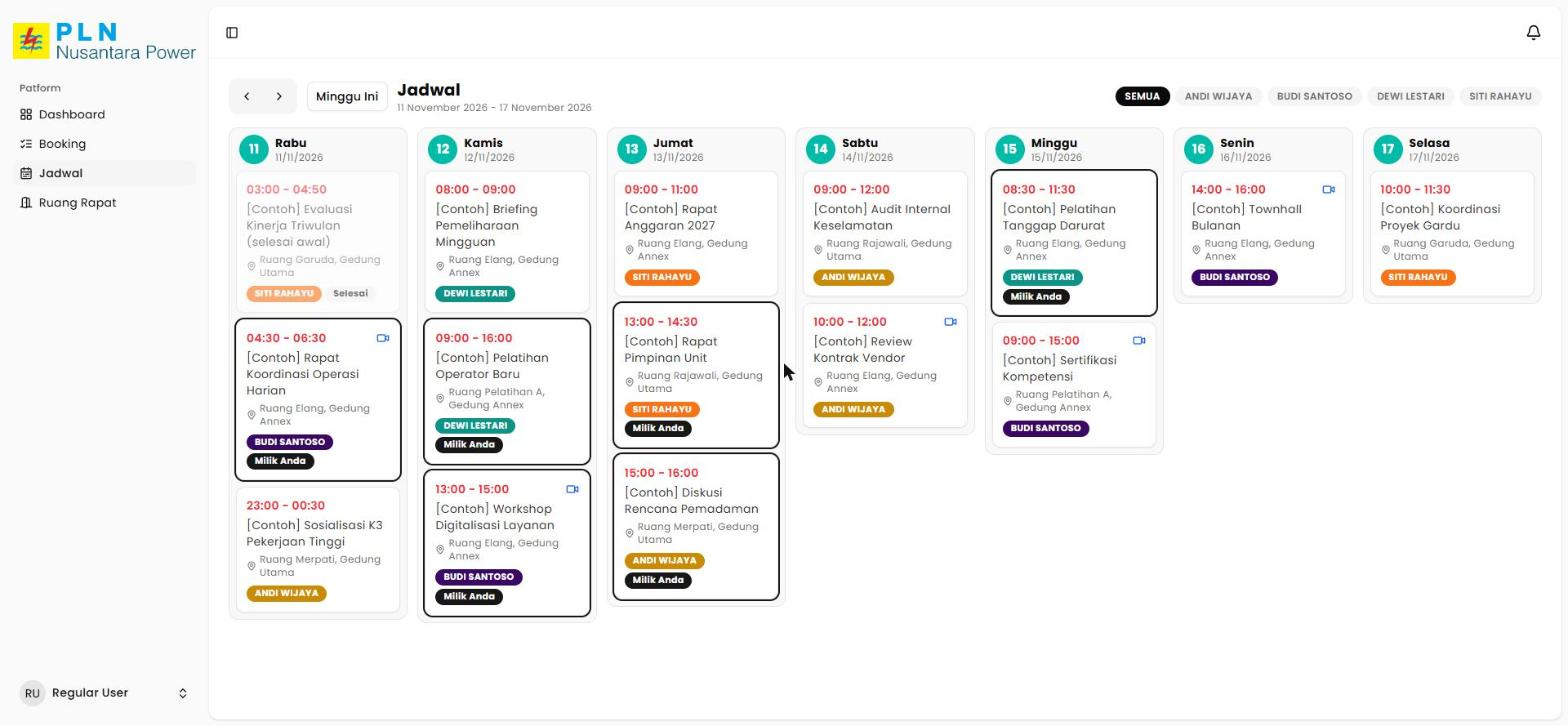 PLN
Nusantara Power
Patform
Dashboard
Booking
Jadwal
Ruang Rapat
RU
Regular User
Minggu Ini
Jadwal
11 November 2026 - 17 November 2026
SEMUA
ANDI WIJAYA
BUDI SANTOSO
DEWI LESTARI
SITI RAHAYU
11
Rabu
11/11/2026
03:00 - 04:50
[Contoh] Evaluasi
Kinerja Triwulan
(selesai awal)
Ruang Garuda, Gedung
Utama
SITI RAHAYU
Selesai
04:30 - 06:30
[Contoh] Rapat
Koordinasi Operasi
Harian
Ruang Elang, Gedung
Annex
BUDI SANTOSO
Milik Anda
23:00 - 00:30
[Contoh] Sosialisasi K3
Pekerjaan Tinggi
Ruang Merpati, Gedung
Utama
ANDI WIJAYA
12
Kamis
12/11/2026
08:00 - 09:00
[Contoh] Briefing
Pemeliharaan
Mingguan
Ruang Elang, Gedung
Annex
DEWI LESTARI
09:00 - 16:00
[Contoh] Pelatihan
Operator Baru
Ruang Pelatihan A,
Gedung Annex
DEWI LESTARI
Milik Anda
13:00 - 15:00
[Contoh] Workshop
Digitalisasi Layanan
Ruang Elang, Gedung
Annex
BUDI SANTOSO
Milik Anda
13
Jumat
13/11/2026
09:00 - 11:00
[Contoh] Rapat
Anggaran 2027
Ruang Elang, Gedung
Annex
SITI RAHAYU
13:00 - 14:30
[Contoh] Rapat
Pimpinan Unit
Ruang Rajawali, Gedung
Utama
SITI RAHAYU
Milik Anda
15:00 - 16:00
[Contoh] Diskusi
Rencana Pemadaman
Ruang Merpati, Gedung
Utama
ANDI WIJAYA
Milik Anda
14
Sabtu
14/11/2026
09:00 - 12:00
[Contoh] Audit Internal
Keselamatan
Ruang Rajawali, Gedung
Utama
ANDI WIJAYA
10:00 - 12:00
[Contoh] Review
Kontrak Vendor
Ruang Elang, Gedung
Annex
ANDI WIJAYA
15
Minggu
15/11/2026
08:30 - 11:30
[Contoh] Pelatihan
Tanggap Darurat
Ruang Elang, Gedung
Annex
DEWI LESTARI
Milik Anda
09:00 - 15:00
[Contoh] Sertifikasi
Kompetensi
Ruang Pelatihan A,
Gedung Annex
BUDI SANTOSO
16
Senin
16/11/2026
14:00 - 16:00
[Contoh] Townhall
Bulanan
Ruang Elang, Gedung
Annex
BUDI SANTOSO
17
Selasa
17/11/2026
10:00 - 11:30
[Contoh] Koordinasi
Proyek Gardu
Ruang Garuda, Gedung
Utama
SITI RAHAYU